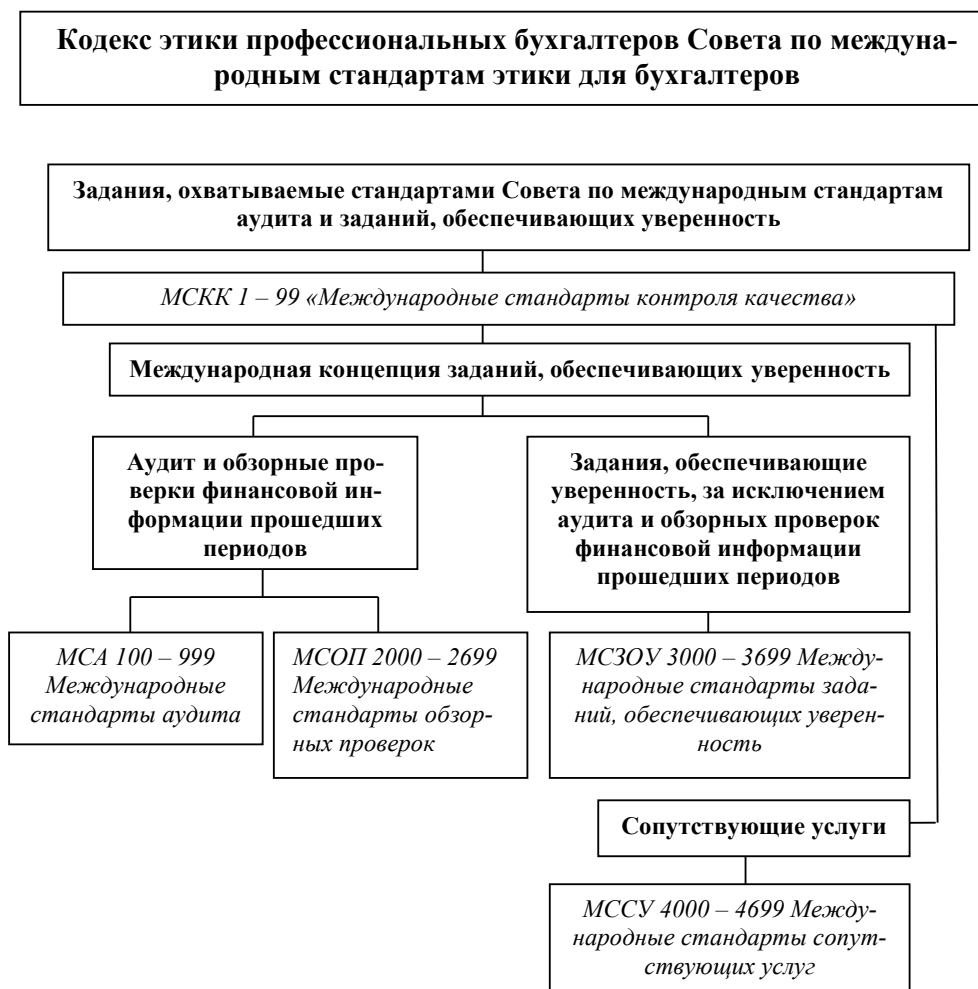 Кодекс этики профессиональных бухгалтеров Совета по междуна-
родным стандартам этики для бухгалтеров
Задания, охватываемые стандартами Совета по международным стандартам
аудита и заданий, обеспечивающих уверенность
МСКК 1 – 99 «Международные стандарты контроля качества»
Международная концепция заданий, обеспечивающих уверенность
Аудит и обзорные про-
верки финансовой ин-
формации прошедших
периодов
Задания, обеспечивающие
уверенность, за исключением
аудита и обзорных проверок
финансовой информации
прошедших периодов
МСА 100 – 999
Международные
стандарты аудита
МСОП 2000 – 2699
Международные
стандарты обзор-
ных проверок
МСЗОУ 3000 – 3699 Между-
народные стандарты зада-
ний, обеспечивающих уверен-
ность
Сопутствующие услуги
МССУ 4000 – 4699 Между-
народные стандарты сопут-
ствующих услуг